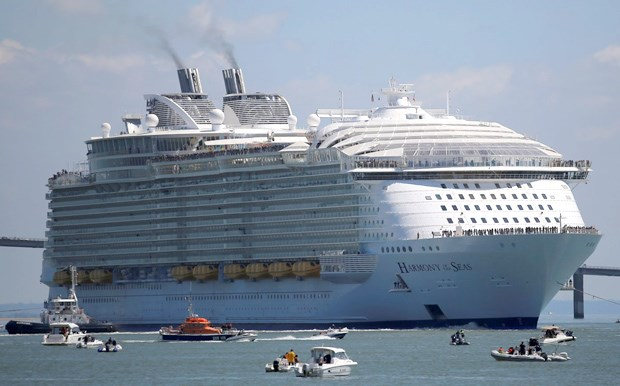 HARMONY OF THE SEAS